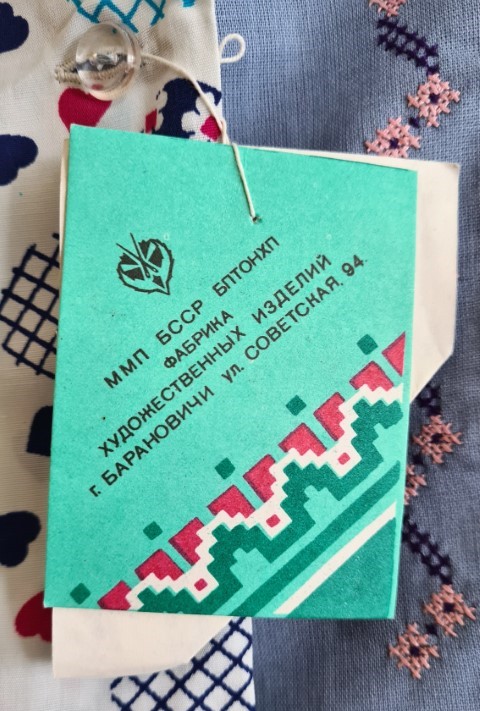 ММП БССР БПТОНХП
ФАБРИКА
ХУДОЖЕСТВЕННЫХ ИЗДЕЛИЙ
г. БАРАНОВИЧИ ул. СОВЕТСКАЯ, 94.